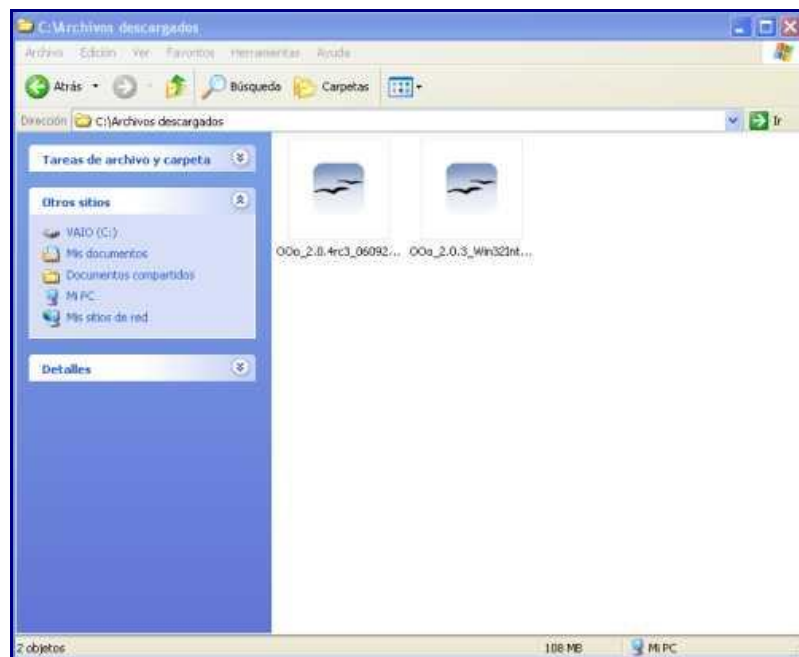 C:\Archivos descargados
Archivo Edición Ver Favoritos Herramientas Ayuda
Atrás Búsqueda Carpetas
Dirección C:\Archivos descargados Ir
Tareas de archivo y carpeta
Otros sitios
VAIO (C:)
Mis documentos
Documentos compartidos
Mi PC
Mis sitios de red
Detalles
OOo_2.0.4rc3_06092... OOo_2.0.3_Win32Int...
2 objetos 108 MB Mi PC